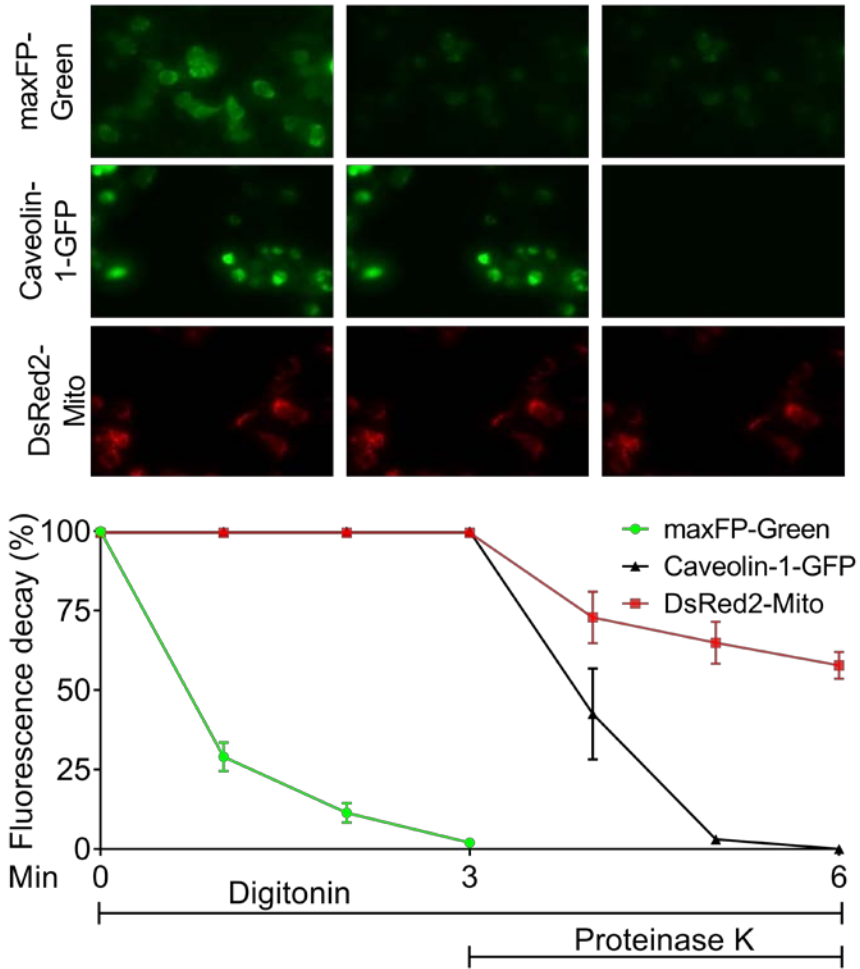 maxFP-
Green
Caveolin-
1-GFP
DsRed2-
Mito
Fluorescence decay (%)
100
75
50
25
0
maxFP-Green
Caveolin-1-GFP
DsRed2-Mito
Min 0 3 6
Digitonin
Proteinase K